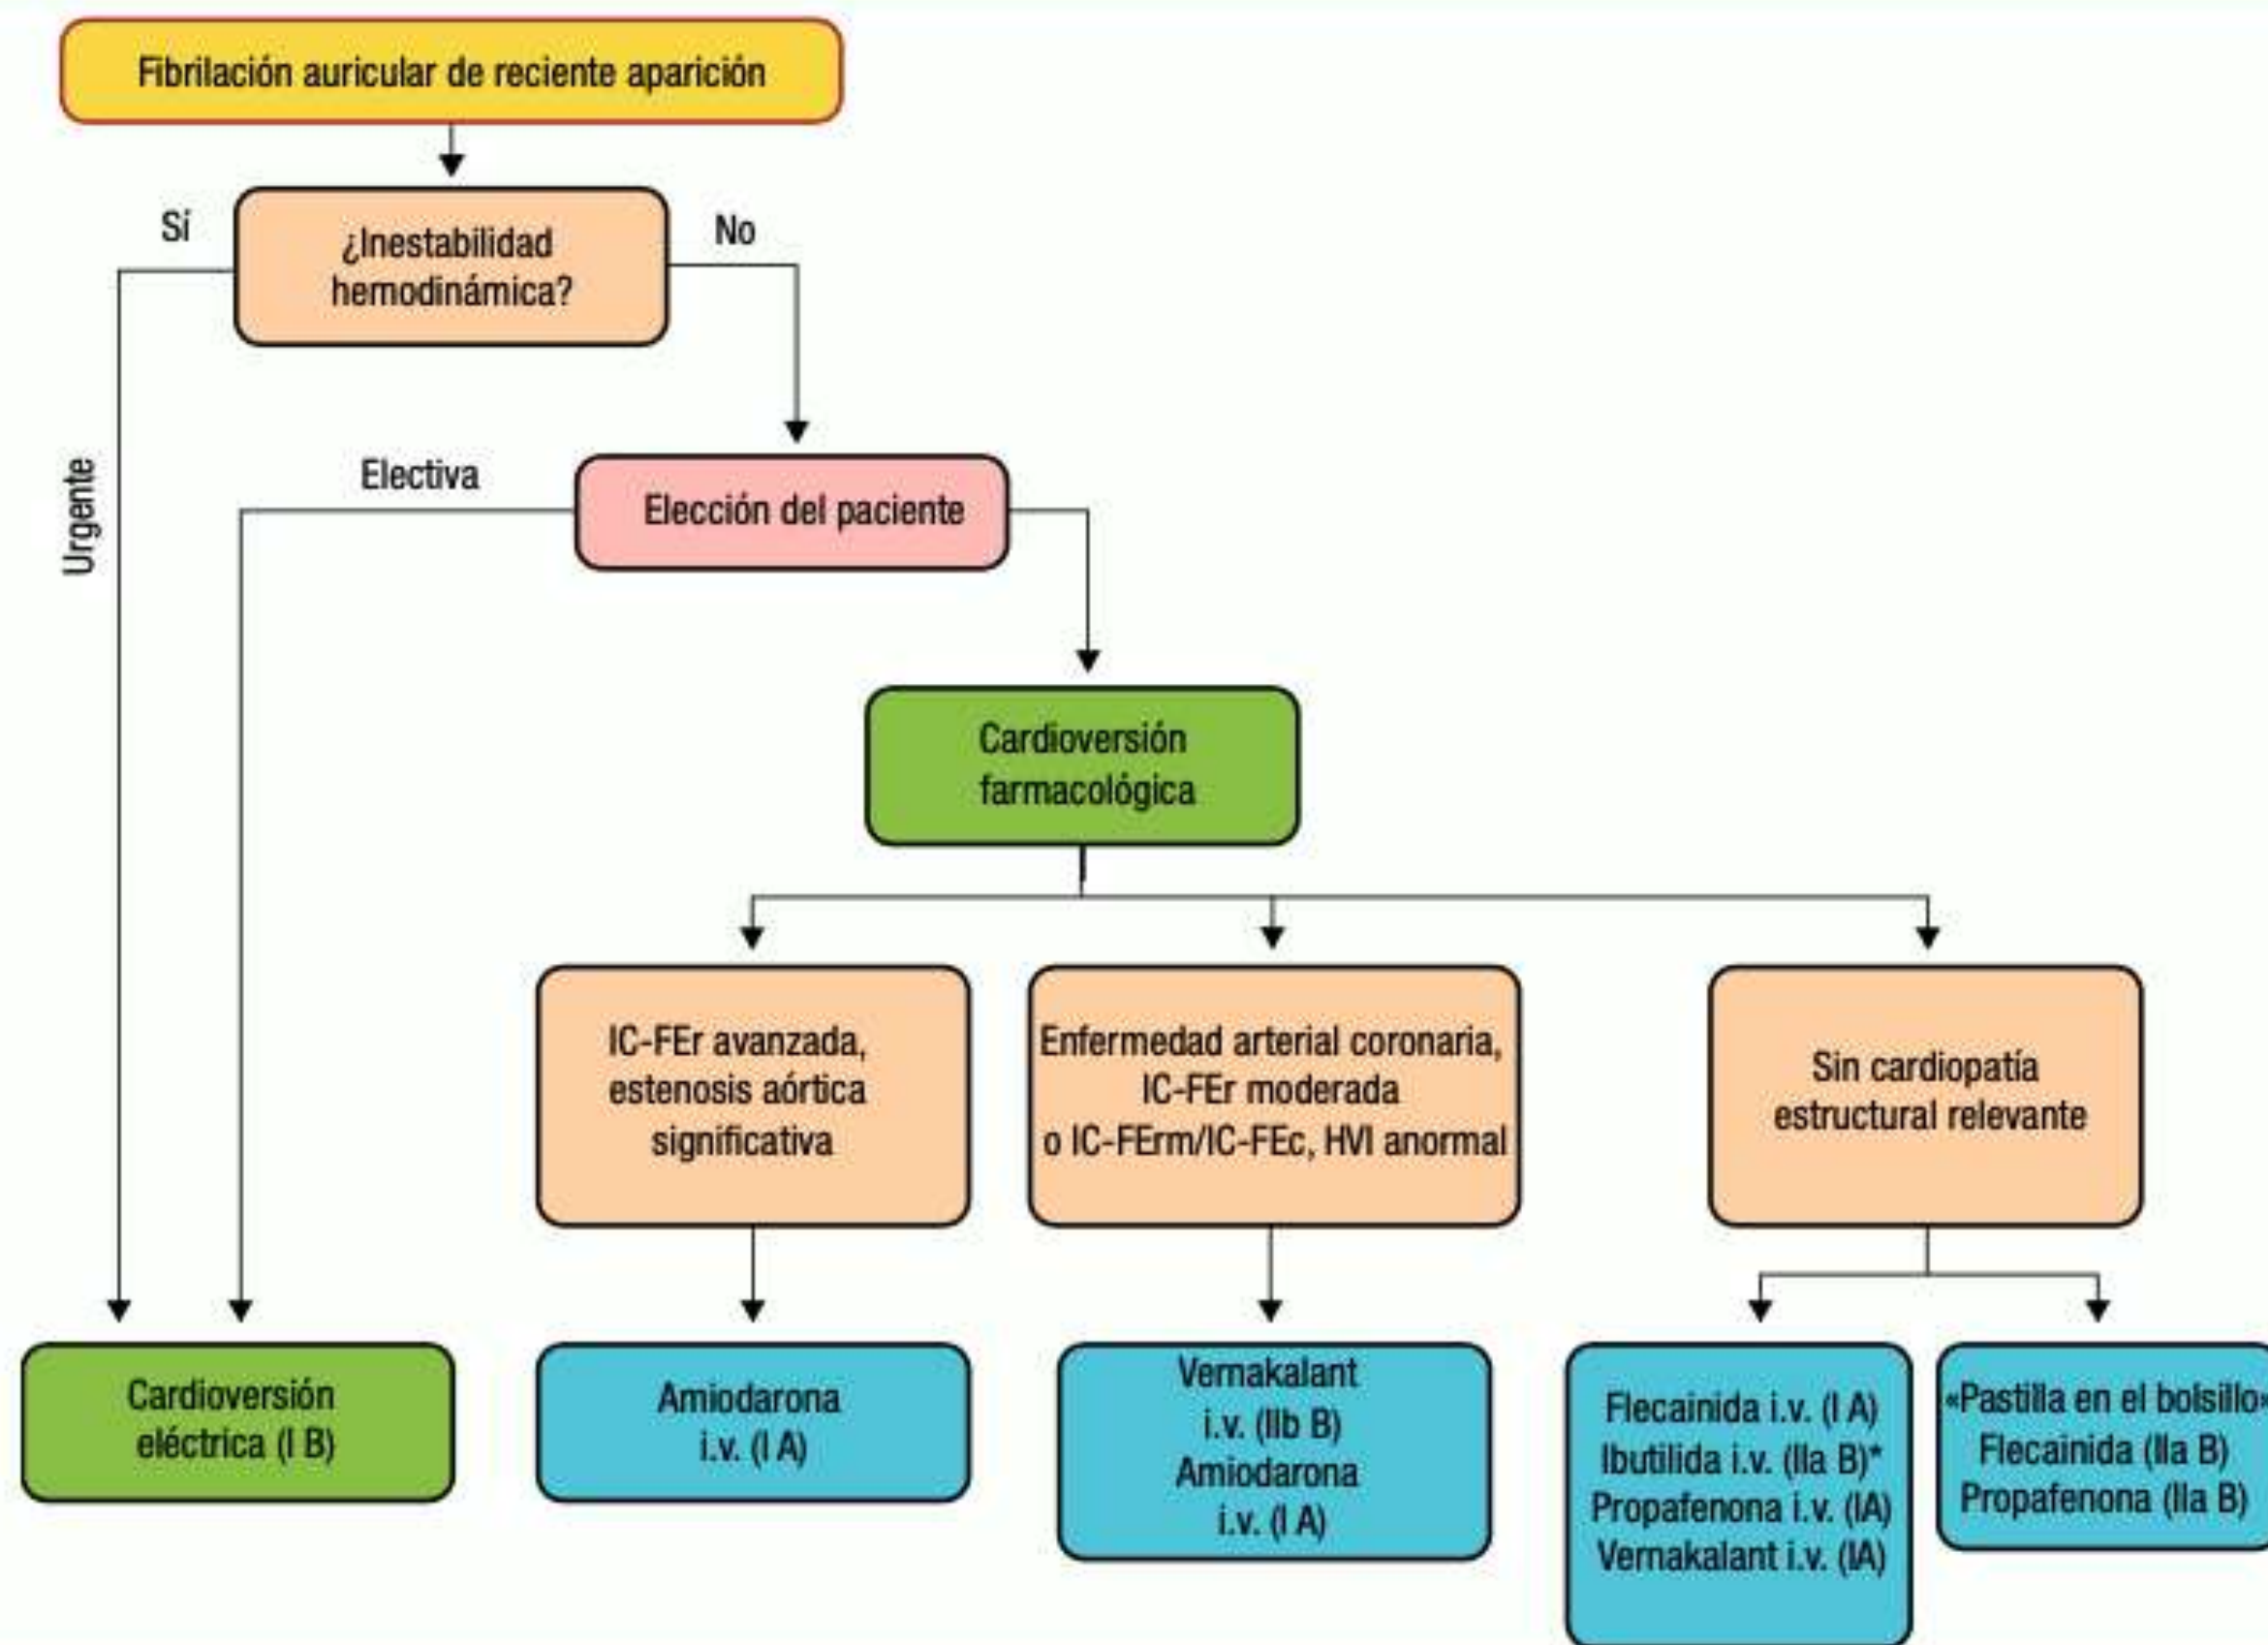 Fibrilación auricular de reciente aparición
Sí
¿Inestabilidad
hemodinámica?
No
Urgente
Electiva
Elección del paciente
Cardioversión
farmacológica
IC-FEr avanzada,
estenosis aórtica
significativa
Enfermedad arterial coronaria,
IC-FEr moderada
o IC-FErm/IC-FEc, HVI anormal
Sin cardiopatía
estructural relevante
Cardioversión
eléctrica (I B)
Amiodarona
i.v. (I A)
Vernakalant
i.v. (IIb B)
Amiodarona
i.v. (I A)
Flecainida i.v. (I A)
Ibutilida i.v. (IIa B)*
Propafenona i.v. (IA)
Vernakalant i.v. (IA)
«Pastilla en el bolsillo»
Flecainida (IIa B)
Propafenona (IIa B)